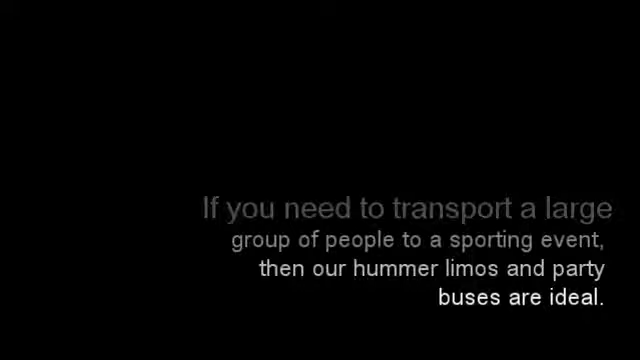 If you need to transport a large
group of people to a sporting event,
then our hummer limos and party
buses are ideal.